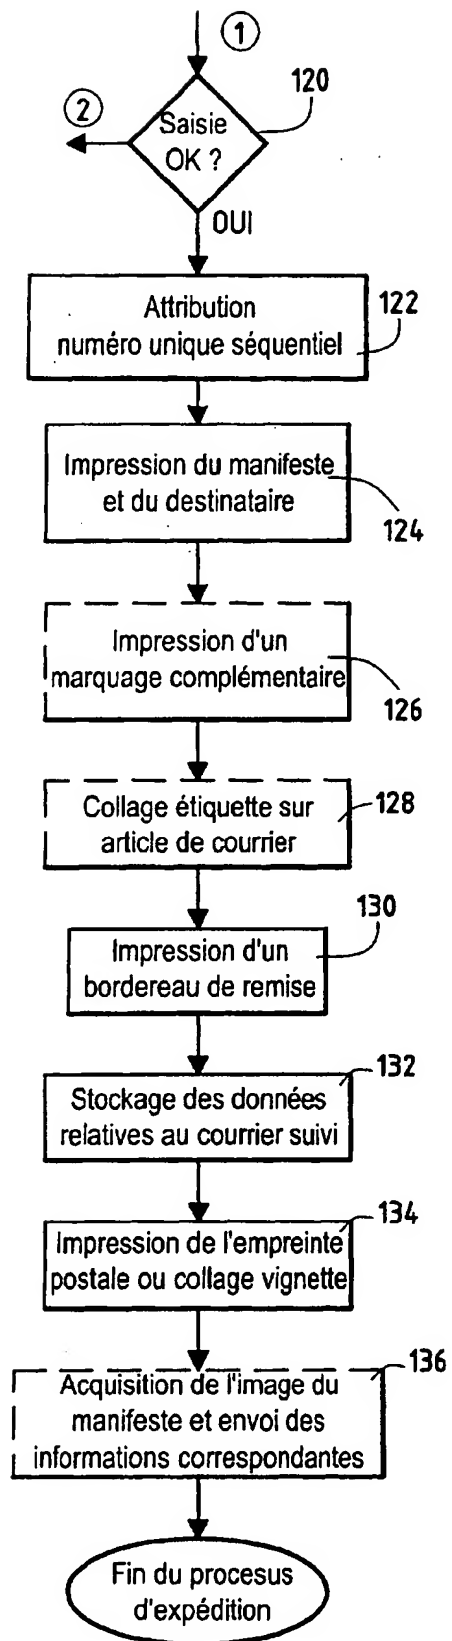 1
120
2
Saisie
OK ?
OUI
Attribution
numéro unique séquentiel
122
Impression du manifeste
et du destinataire
124
Impression d'un
marquage complémentaire
126
Collage étiquette sur
article de courrier
128
130
Impression d'un
bordereau de remise
132
Stockage des données
relatives au courrier suivi
134
Impression de l'empreinte
postale ou collage vignette
136
Acquisition de l'image du
manifeste et envoi des
informations correspondantes
Fin du procesus
d'expédition